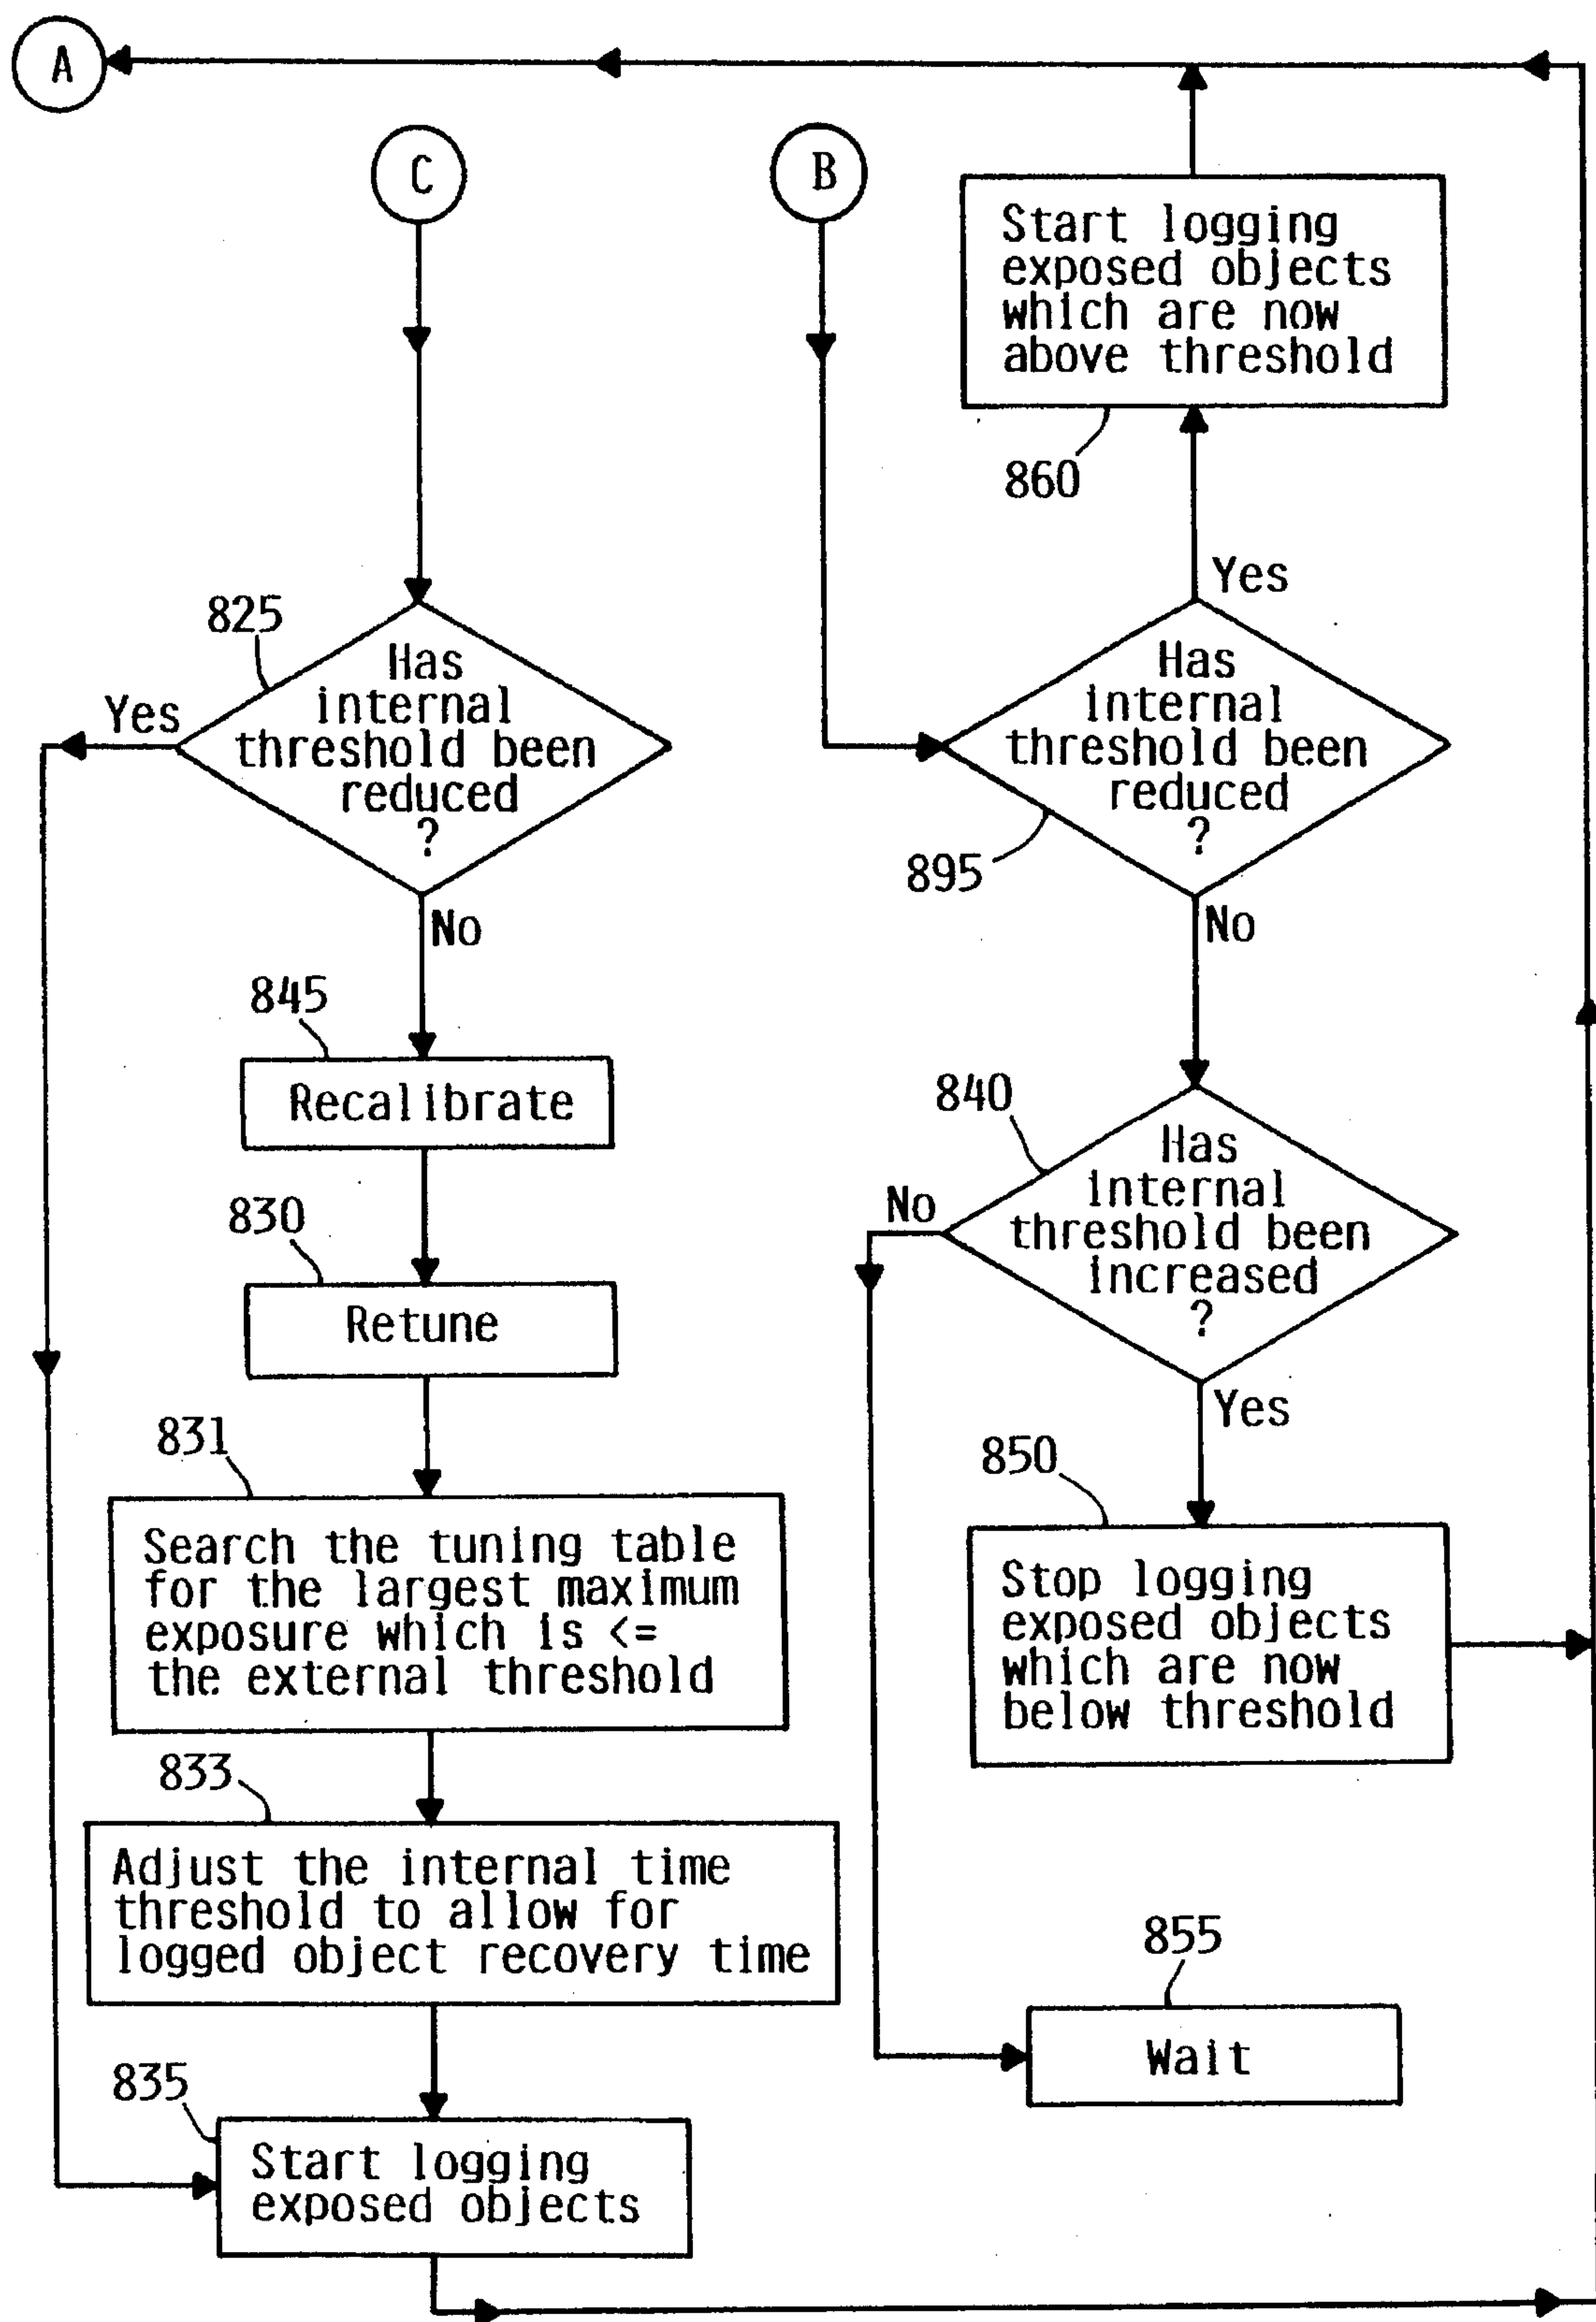 A
C
B
Start logging
exposed objects
which are now
above threshold
860
825
Has
internal
threshold been
reduced
?
Yes
No
Yes
Has
internal
threshold been
reduced
?
895
No
845
Recalibrate
830
Retune
831
Search the tuning table
for the largest maximum
exposure which is <=
the external threshold
833
Adjust the internal time
threshold to allow for
logged object recovery time
835
Start logging
exposed objects
840
Has
internal
threshold been
increased
?
No
Yes
850
Stop logging
exposed objects
which are now
below threshold
855
Wait